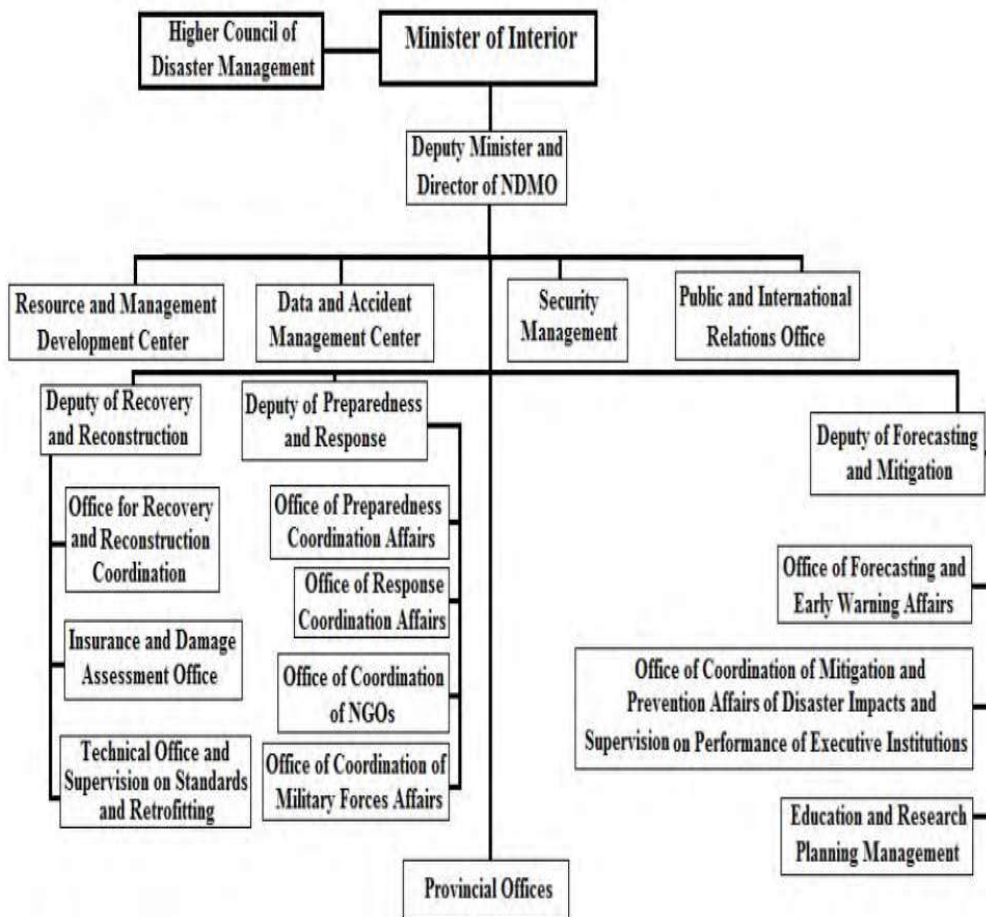 Higher Council of
Disaster Management
Minister of Interior
Deputy Minister and
Director of NDMO
Resource and Management
Development Center
Data and Accident
Management Center
Security
Management
Public and International
Relations Office
Deputy of Recovery
and Reconstruction
Deputy of Preparedness
and Response
Deputy of Forecasting
and Mitigation
Office for Recovery
and Reconstruction
Coordination
Insurance and Damage
Assessment Office
Technical Office and
Supervision on Standards
and Retrofitting
Office of Preparedness
Coordination Affairs
Office of Response
Coordination Affairs
Office of Coordination
of NGOs
Office of Coordination of
Military Forces Affairs
Office of Forecasting and
Early Warning Affairs
Office of Coordination of Mitigation and
Prevention Affairs of Disaster Impacts and
Supervision on Performance of Executive Institutions
Education and Research
Planning Management
Provincial Offices